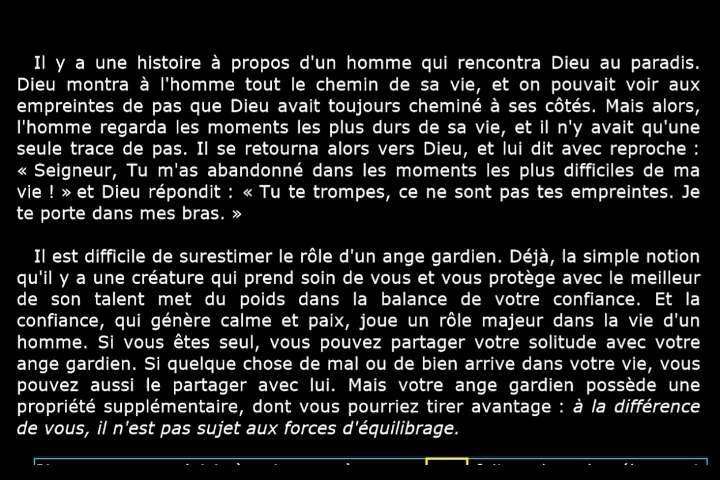 Il y a une histoire à propos d'un homme qui rencontra Dieu au paradis.
Dieu montra à l'homme tout le chemin de sa vie, et on pouvait voir aux
empreintes de pas que Dieu avait toujours cheminé à ses côtés. Mais alors,
l'homme regarda les moments les plus durs de sa vie, et il n'y avait qu'une
seule trace de pas. Il se retourna alors vers Dieu, et lui dit avec reproche :
« Seigneur, Tu m'as abandonné dans les moments les plus difficiles de ma
vie ! » et Dieu répondit : « Tu te trompes, ce ne sont pas tes empreintes. Je
te porte dans mes bras. »
Il est difficile de surestimer le rôle d'un ange gardien. Déjà, la simple notion
qu'il y a une créature qui prend soin de vous et vous protège avec le meilleur
de son talent met du poids dans la balance de votre confiance. Et la
confiance, qui génère calme et paix, joue un rôle majeur dans la vie d'un
homme. Si vous êtes seul, vous pouvez partager votre solitude avec votre
ange gardien. Si quelque chose de mal ou de bien arrive dans votre vie, vous
pouvez aussi le partager avec lui. Mais votre ange gardien possède une
propriété supplémentaire, dont vous pourriez tirer avantage : à la différence
de vous, il n'est pas sujet aux forces d'équilibrage.